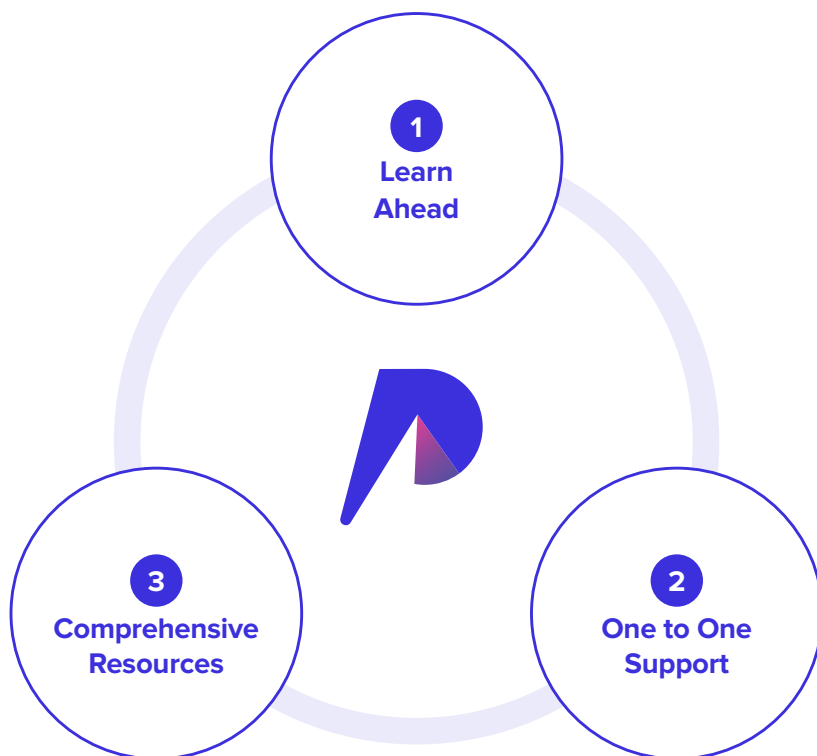 1
Learn
Ahead
2
One to One
Support
3
Comprehensive
Resources